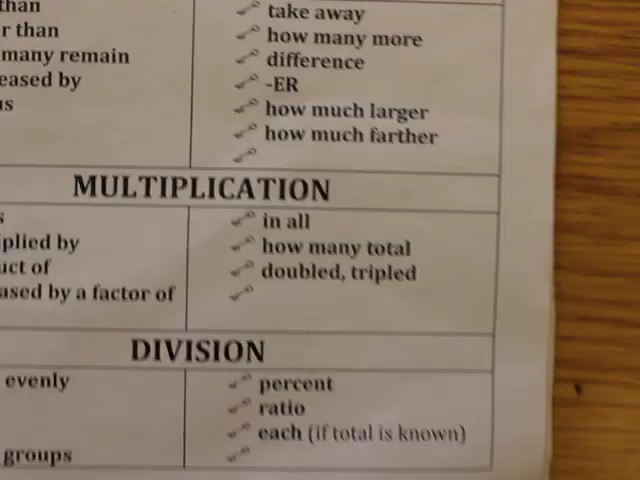 than
take away
r than
how many more
many remain
difference
eased by
-ER
us
how much larger
how much farther
MULTIPLICATION
s
in all
iplied by
how many total
uct of
doubled, tripled
ased by a factor of
DIVISION
evenly
percent
ratio
each (if total is known)
groups